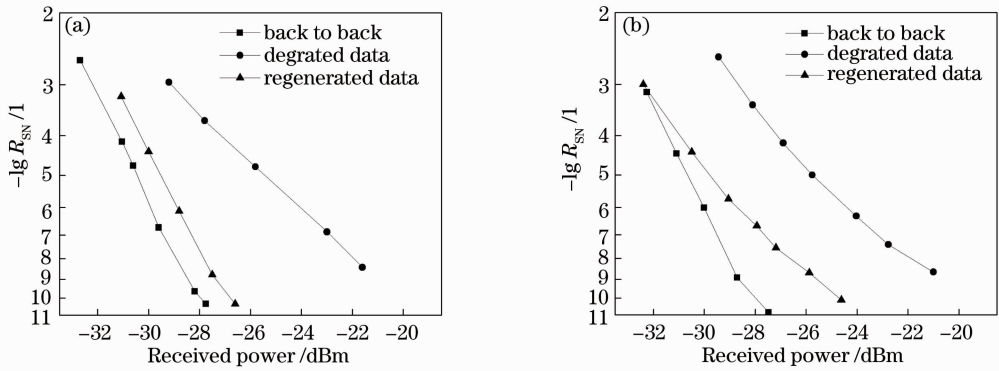 (a)
back to back
degrated data
regenerated data
−lg R_SN /1
2
3
4
5
6
7
8
9
10
11
−32 −30 −28 −26 −24 −22 −20
Received power /dBm
(b)
back to back
degrated data
regenerated data
−lg R_SN /1
2
3
4
5
6
7
8
9
10
11
−32 −30 −28 −26 −24 −22 −20
Received power /dBm